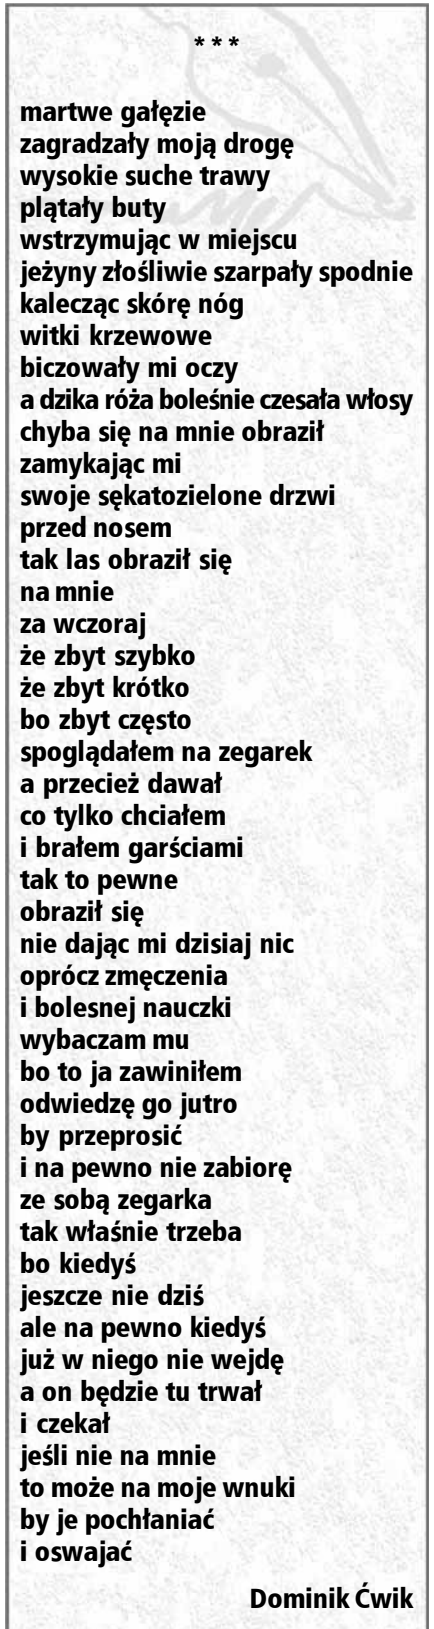 * * *
martwe gałęzie
zagradzały moją drogę
wysokie suche trawy
plątały buty
wstrzymując w miejscu
jeżyny złośliwie szarpały spodnie
kalecząc skórę nóg
witki krzewowe
biczowały mi oczy
a dzika róża boleśnie czesała włosy
chyba się na mnie obraził
zamykając mi
swoje sękatozielone drzwi
przed nosem
tak las obraził się
na mnie
za wczoraj
że zbyt szybko
że zbyt krótko
bo zbyt często
spoglądałem na zegarek
a przecież dawał
co tylko chciałem
i brałem garściami
tak to pewne
obraził się
nie dając mi dzisiaj nic
oprócz zmęczenia
i bolesnej nauczki
wybaczam mu
bo to ja zawiniłem
odwiedzę go jutro
by przeprosić
i na pewno nie zabiorę
ze sobą zegarka
tak właśnie trzeba
bo kiedyś
jeszcze nie dziś
ale na pewno kiedyś
już w niego nie wejdę
a on będzie tu trwał
i czekał
jeśli nie na mnie
to może na moje wnuki
by je pochłaniać
i oswajać
Dominik Ćwik